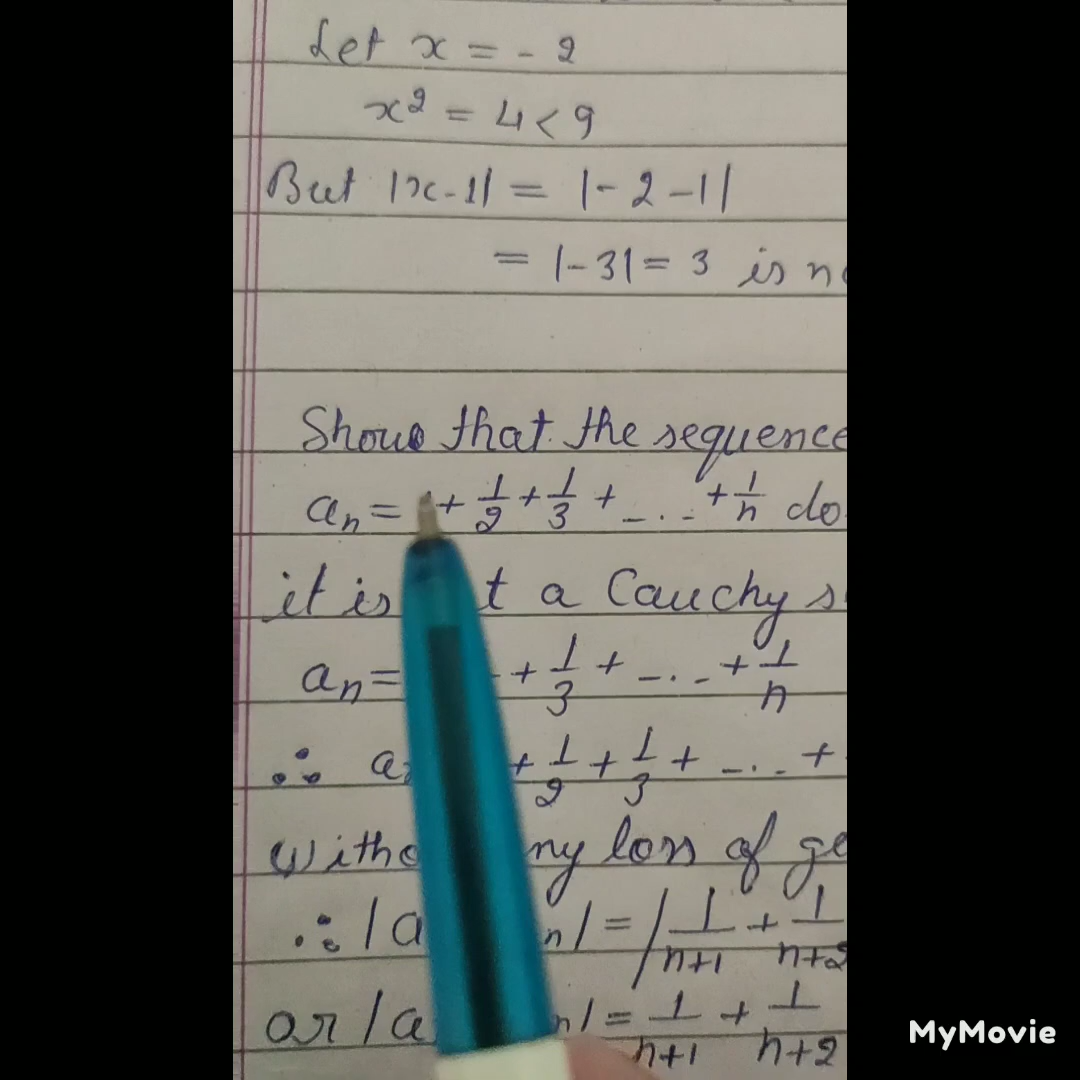 Let x = - 2
x² = 4 < 9
But |x-1| = |-2-1|
= |-3| = 3 is
Show that the sequence
aₙ = 1 + 1/2 + 1/3 + -... + 1/n do
it is a Cauchy
aₙ = + 1/3 + -... + 1/n
∴ a + 1/2 + 1/3 + -... +
loss of
∴ |a n| = |1/n+1 + 1/n+2
or |a n| = 1/n+1 + 1/n+2
MyMovie